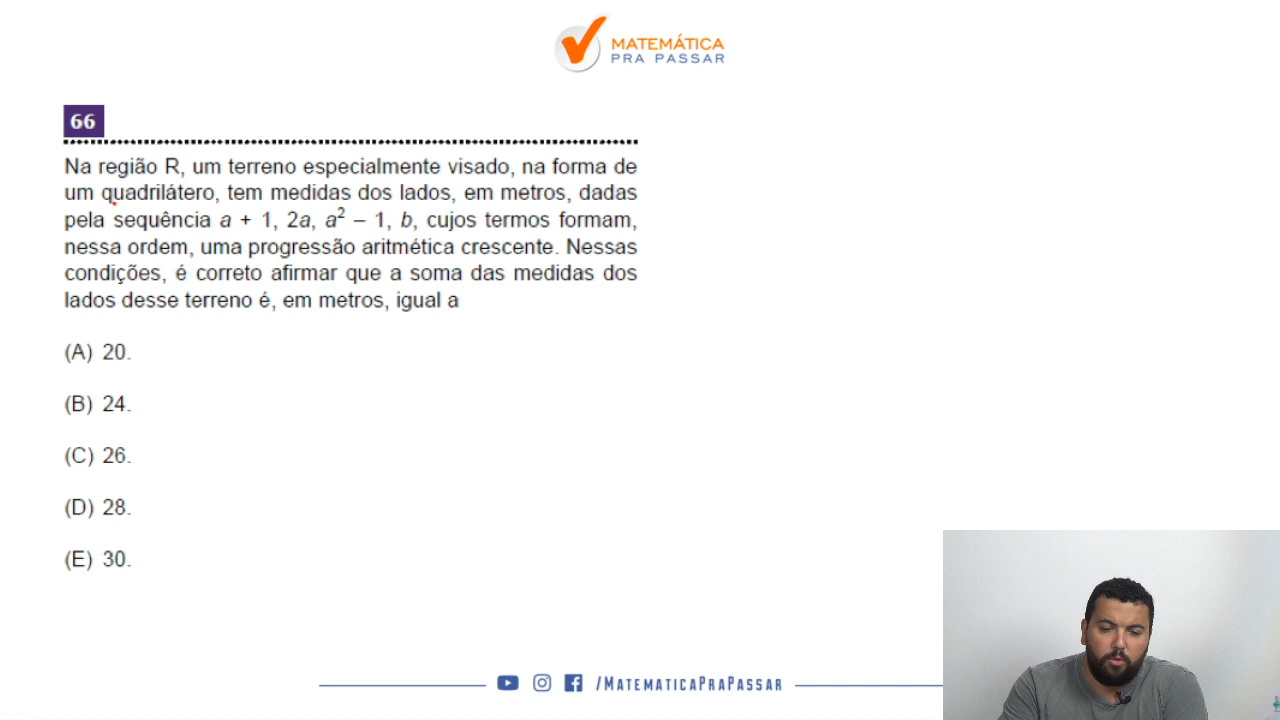 MATEMÁTICA
PRA PASSAR
66
Na região R, um terreno especialmente visado, na forma de
um quadrilátero, tem medidas dos lados, em metros, dadas
pela sequência a + 1, 2a, a² – 1, b, cujos termos formam,
nessa ordem, uma progressão aritmética crescente. Nessas
condições, é correto afirmar que a soma das medidas dos
lados desse terreno é, em metros, igual a
(A) 20.
(B) 24.
(C) 26.
(D) 28.
(E) 30.
/MATEMATICAPRAPASSAR